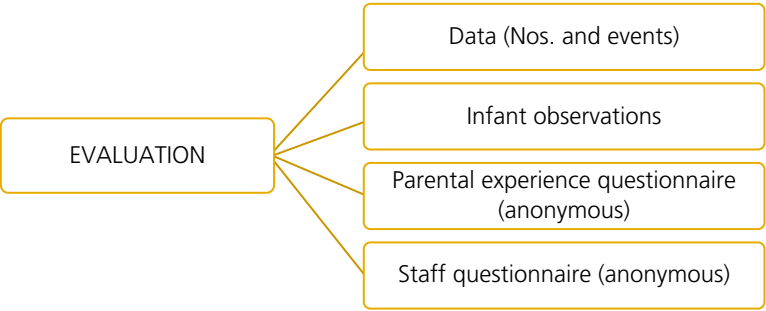 EVALUATION
Data (Nos. and events)
Infant observations
Parental experience questionnaire
(anonymous)
Staff questionnaire (anonymous)